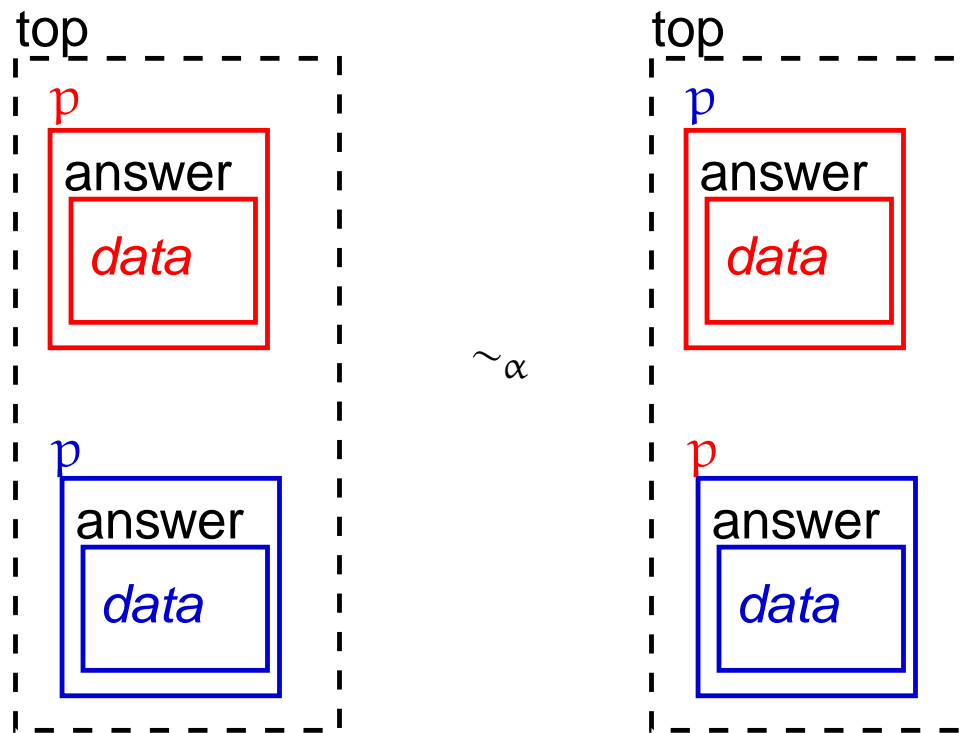 top
p
answer
data
p
answer
data
∼α
top
p
answer
data
p
answer
data